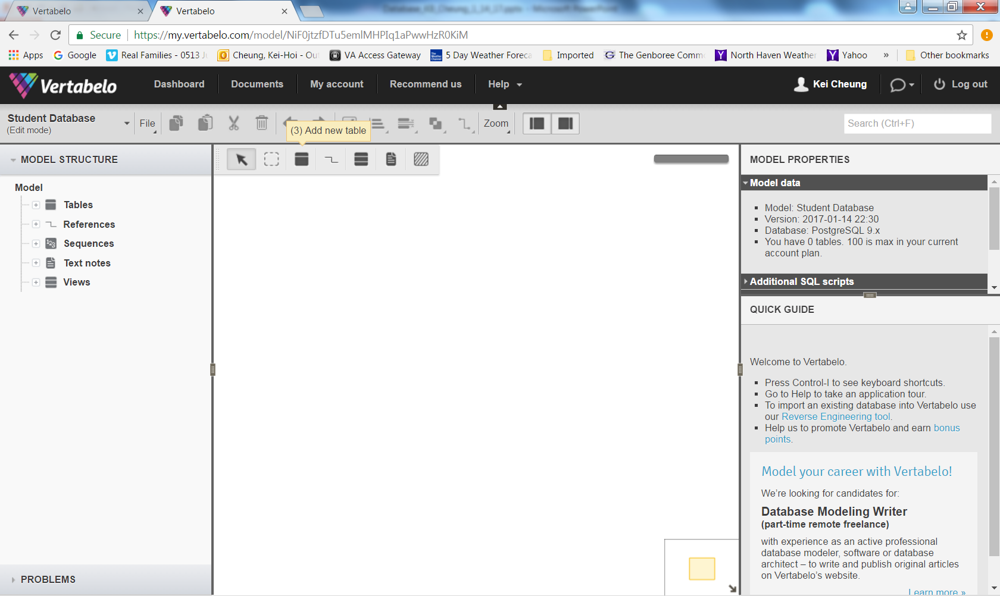 Vertabelo
Vertabelo
Secure
https://my.vertabelo.com/model/NiF0jtzfDTu5emlMHPIq1aPwwHzR0KiM
Apps
Google
Real Families - 0513
Cheung, Kei-Hoi - Ou
VA Access Gateway
5 Day Weather Foreca
Imported
The Genboree Comm
North Haven Weather
Yahoo
»
Other bookmarks
Vertabelo
Dashboard
Documents
My account
Recommend us
Help
Kei Cheung
Log out
Student Database
(Edit mode)
File
Zoom
Search (Ctrl+F)
(3) Add new table
MODEL STRUCTURE
Model
Tables
References
Sequences
Text notes
Views
PROBLEMS
MODEL PROPERTIES
Model data
Model: Student Database
Version: 2017-01-14 22:30
Database: PostgreSQL 9.x
You have 0 tables. 100 is max in your current
account plan.
Additional SQL scripts
QUICK GUIDE
Welcome to Vertabelo.
Press Control-I to see keyboard shortcuts.
Go to Help to take an application tour.
To import an existing database into Vertabelo use
our Reverse Engineering tool.
Help us to promote Vertabelo and earn bonus
points.
Model your career with Vertabelo!
We're looking for candidates for:
Database Modeling Writer
(part-time remote freelance)
with experience as an active professional
database modeler, software or database
architect – to write and publish original articles
on Vertabelo's website.
Learn more »